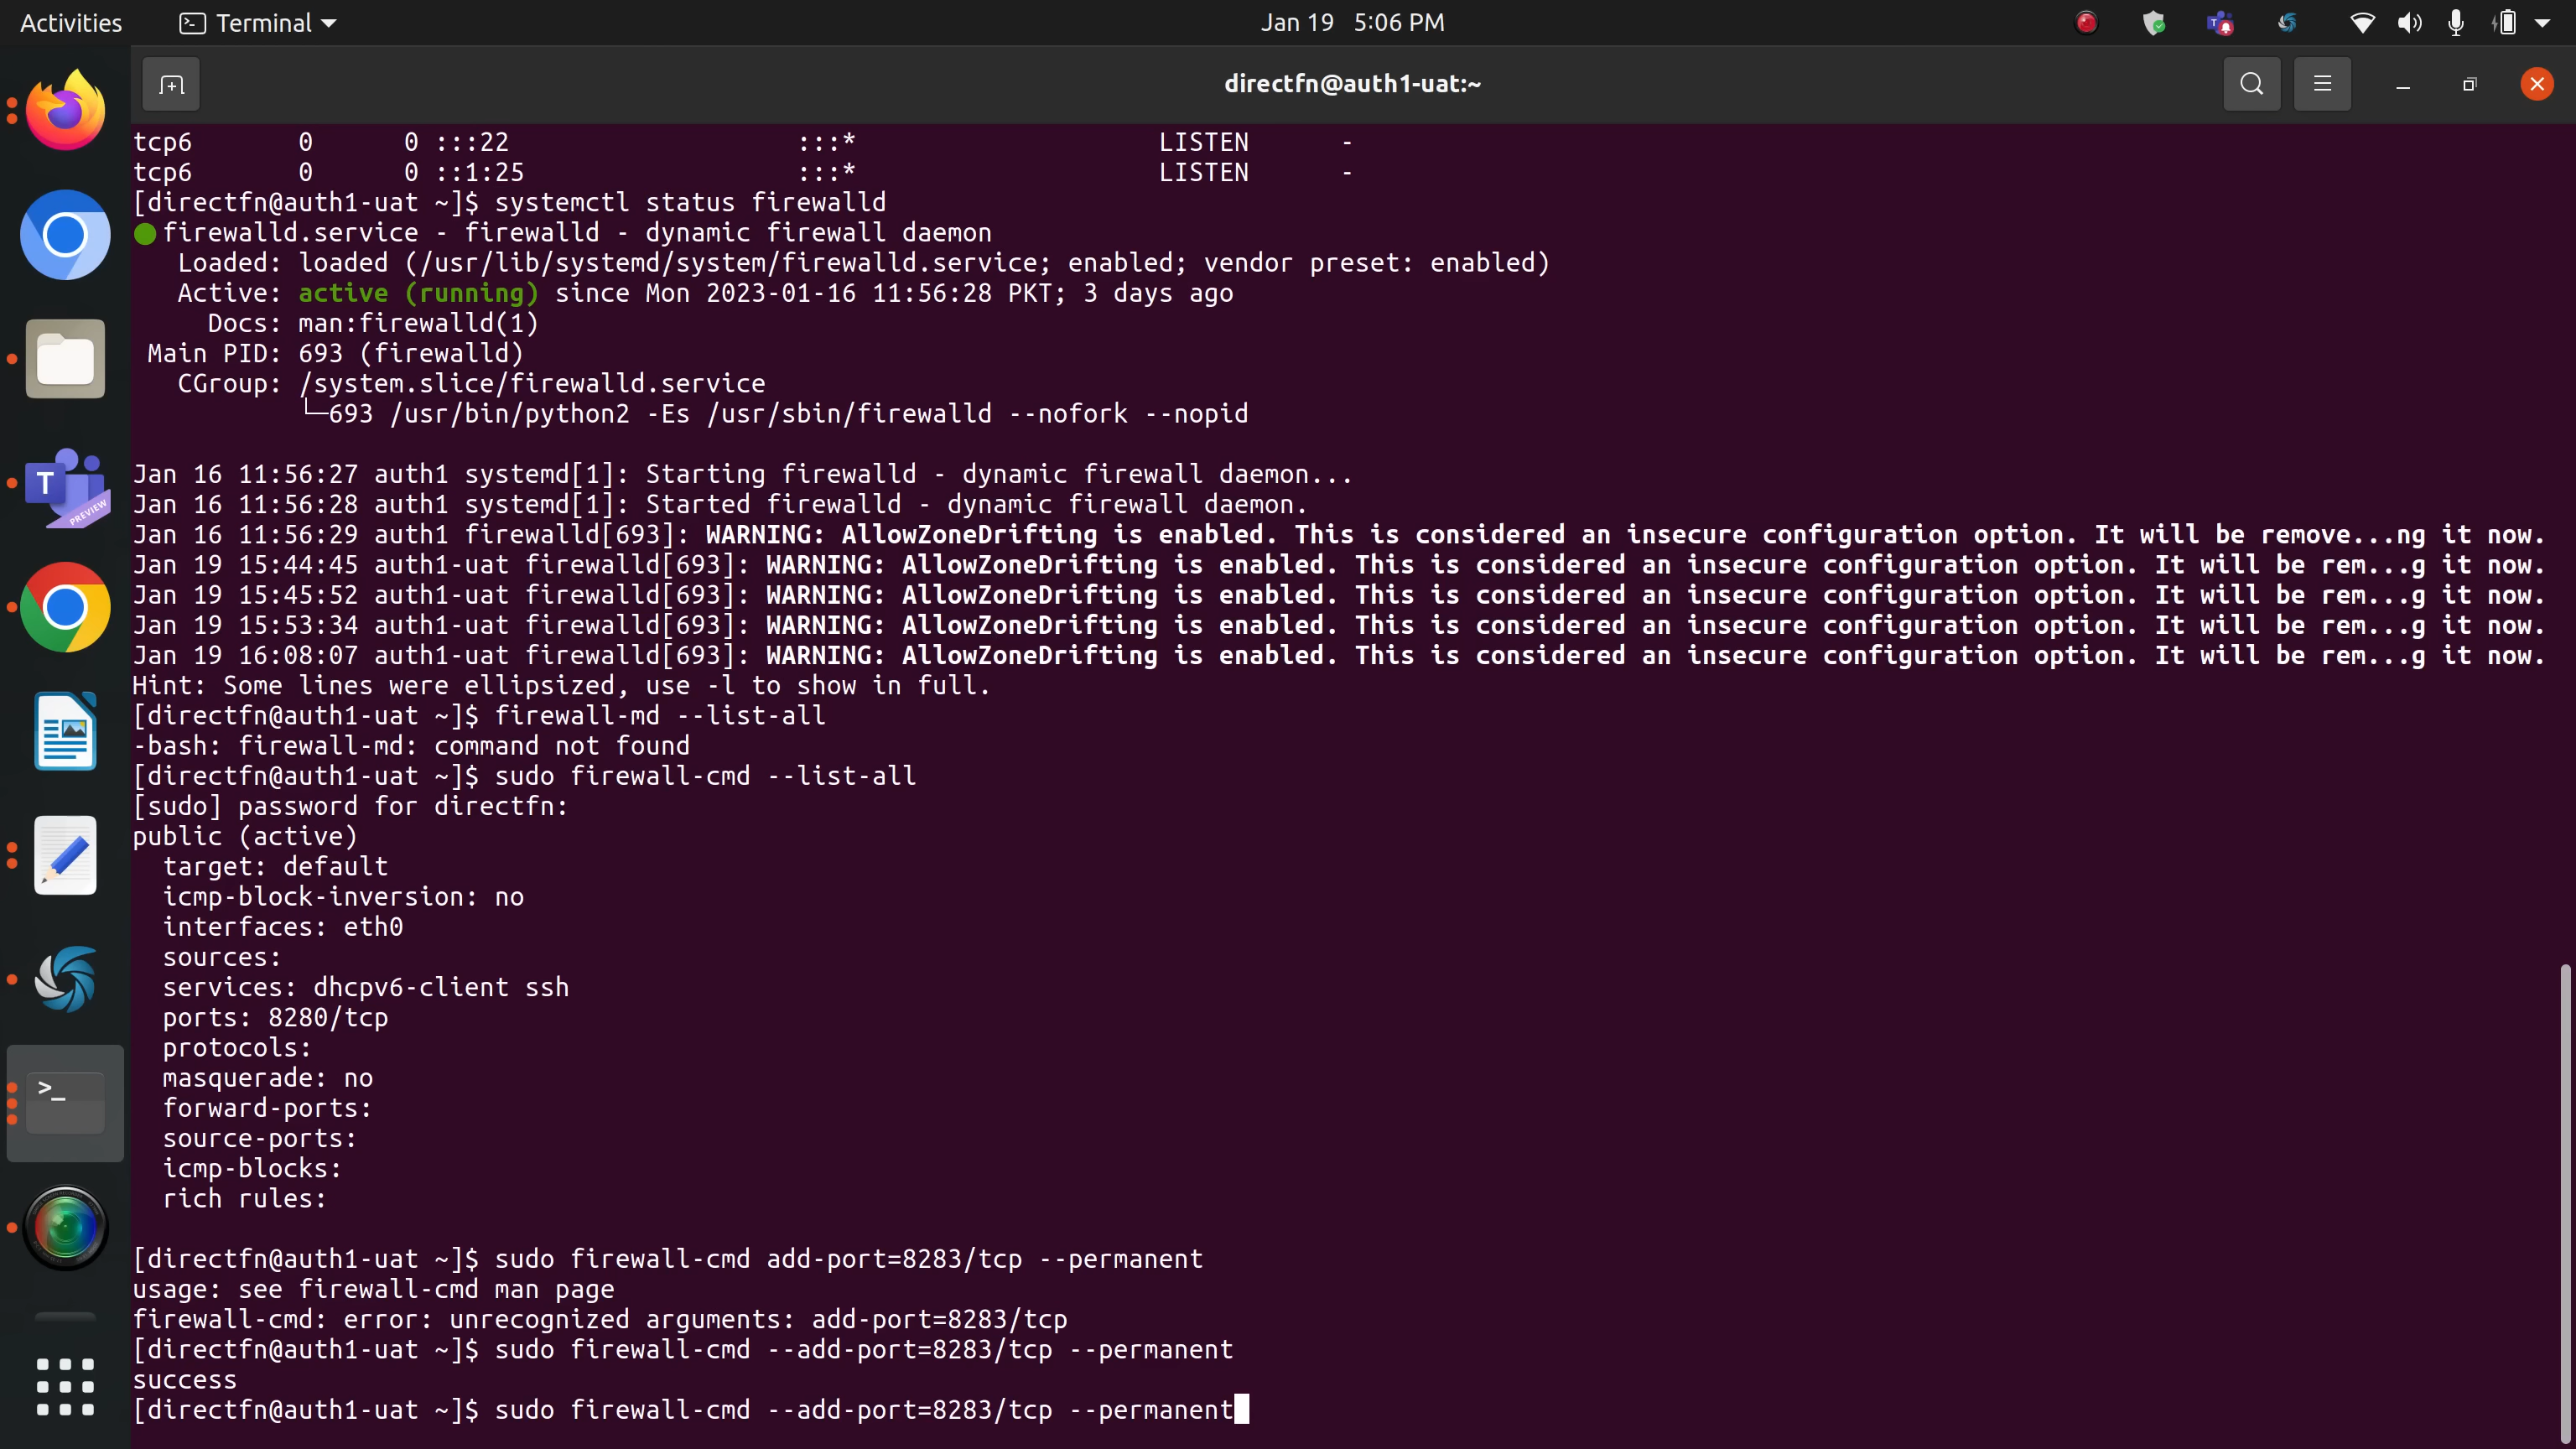 Activities Terminal Jan 19 5:06 PM
directfn@auth1-uat:~
tcp6 0 0 :::22 :::* LISTEN -
tcp6 0 0 ::1:25 :::* LISTEN -
[directfn@auth1-uat ~]$ systemctl status firewalld
● firewalld.service - firewalld - dynamic firewall daemon
Loaded: loaded (/usr/lib/systemd/system/firewalld.service; enabled; vendor preset: enabled)
Active: active (running) since Mon 2023-01-16 11:56:28 PKT; 3 days ago
Docs: man:firewalld(1)
Main PID: 693 (firewalld)
CGroup: /system.slice/firewalld.service
└─693 /usr/bin/python2 -Es /usr/sbin/firewalld --nofork --nopid
Jan 16 11:56:27 auth1 systemd[1]: Starting firewalld - dynamic firewall daemon...
Jan 16 11:56:28 auth1 systemd[1]: Started firewalld - dynamic firewall daemon.
Jan 16 11:56:29 auth1 firewalld[693]: WARNING: AllowZoneDrifting is enabled. This is considered an insecure configuration option. It will be remove...ng it now.
Jan 19 15:44:45 auth1-uat firewalld[693]: WARNING: AllowZoneDrifting is enabled. This is considered an insecure configuration option. It will be rem...g it now.
Jan 19 15:45:52 auth1-uat firewalld[693]: WARNING: AllowZoneDrifting is enabled. This is considered an insecure configuration option. It will be rem...g it now.
Jan 19 15:53:34 auth1-uat firewalld[693]: WARNING: AllowZoneDrifting is enabled. This is considered an insecure configuration option. It will be rem...g it now.
Jan 19 16:08:07 auth1-uat firewalld[693]: WARNING: AllowZoneDrifting is enabled. This is considered an insecure configuration option. It will be rem...g it now.
Hint: Some lines were ellipsized, use -l to show in full.
[directfn@auth1-uat ~]$ firewall-md --list-all
-bash: firewall-md: command not found
[directfn@auth1-uat ~]$ sudo firewall-cmd --list-all
[sudo] password for directfn:
public (active)
target: default
icmp-block-inversion: no
interfaces: eth0
sources:
services: dhcpv6-client ssh
ports: 8280/tcp
protocols:
masquerade: no
forward-ports:
source-ports:
icmp-blocks:
rich rules:
[directfn@auth1-uat ~]$ sudo firewall-cmd add-port=8283/tcp --permanent
usage: see firewall-cmd man page
firewall-cmd: error: unrecognized arguments: add-port=8283/tcp
[directfn@auth1-uat ~]$ sudo firewall-cmd --add-port=8283/tcp --permanent
success
[directfn@auth1-uat ~]$ sudo firewall-cmd --add-port=8283/tcp --permanent
T
PREVIEW
>_